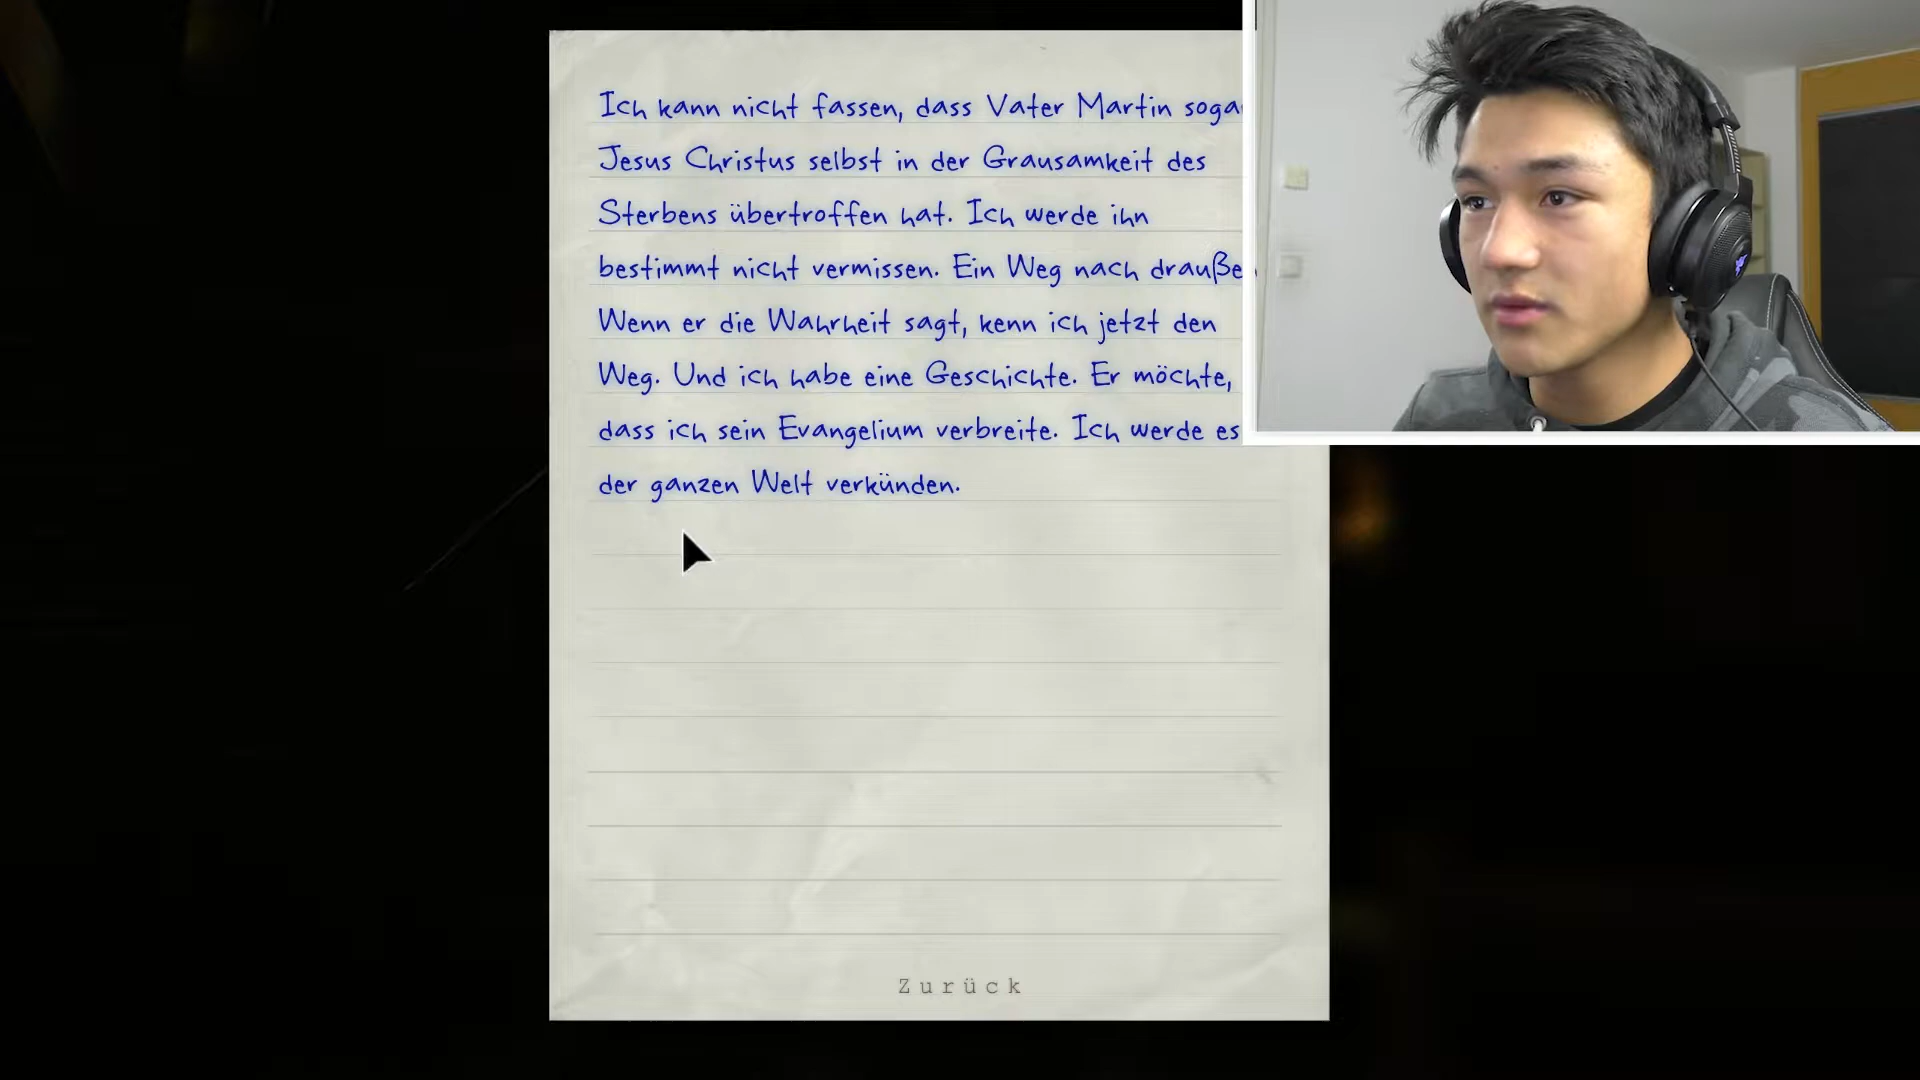 Ich kann nicht fassen, dass Vater Martin
Jesus Christus selbst in der Grausamkeit des
Sterbens übertroffen hat. Ich werde ihn
bestimmt nicht vermissen. Ein Weg nach
Wenn er die Wahrheit sagt, kenn ich jetzt den
Weg. Und ich habe eine Geschichte. Er möchte,
dass ich sein Evangelium verbreite. Ich werde es
der ganzen Welt verkünden.
Zurück